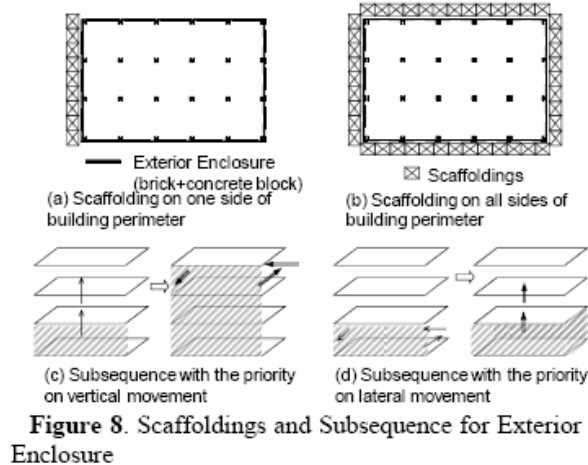 Exterior Enclosure
(brick+concrete block)
Scaffoldings
(a) Scaffolding on one side of
building perimeter
(b) Scaffolding on all sides of
building perimeter
(c) Subsequence with the priority
on vertical movement
(d) Subsequence with the priority
on lateral movement
Figure 8. Scaffoldings and Subsequence for Exterior
Enclosure